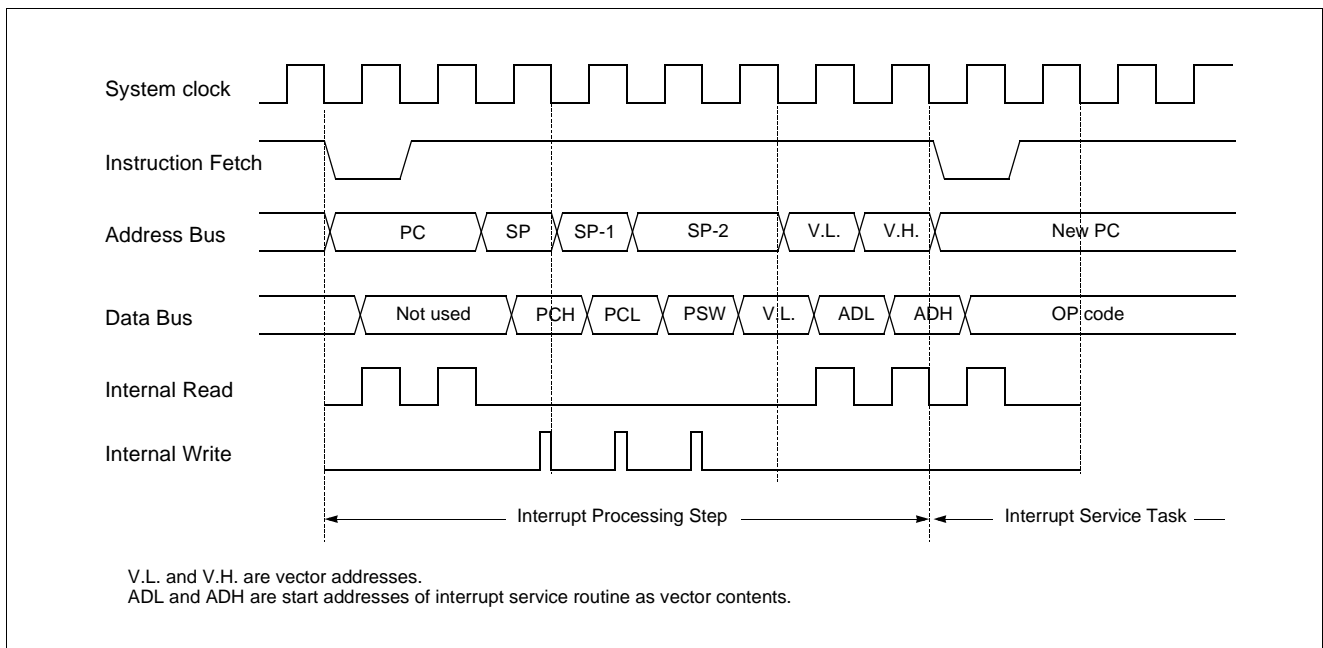 System clock
Instruction Fetch
Address Bus PC SP SP-1 SP-2 V.L. V.H. New PC
Data Bus Not used PCH PCL PSW V.L. ADL ADH OP code
Internal Read
Internal Write
Interrupt Processing Step Interrupt Service Task
V.L. and V.H. are vector addresses.
ADL and ADH are start addresses of interrupt service routine as vector contents.